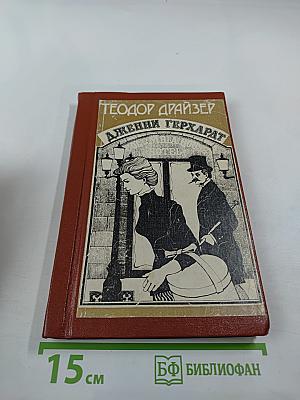 ТЕОДОР ДРАЙЗЕР
ДЖЕННИ ГЕРХАРДТ
15 см
БФ БИБЛИОФАН